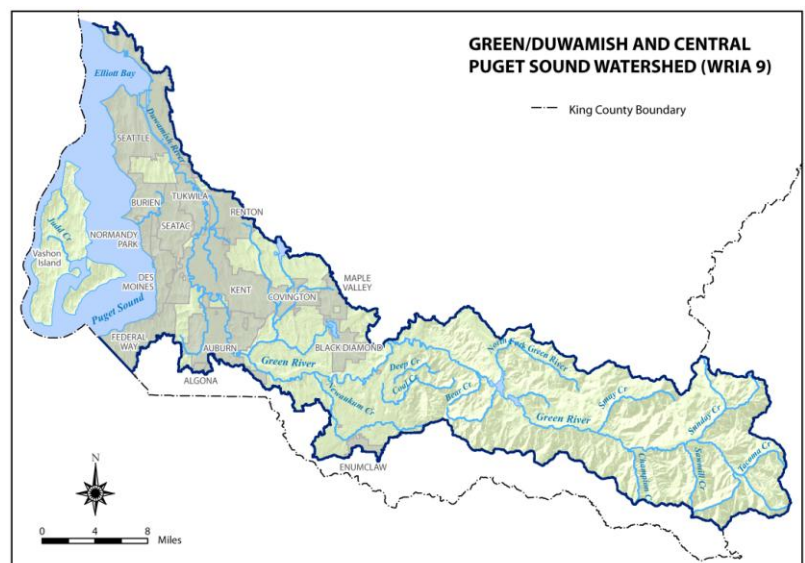 GREEN/DUWAMISH AND CENTRAL
PUGET SOUND WATERSHED (WRIA 9)
King County Boundary
Elliott Bay
Duwamish River
SEATTLE
TUKWILA
BURIEN
RENTON
SEATAC
Judd Cr
NORMANDY
PARK
Vashon
Island
DES
MOINES
KENT
MAPLE
VALLEY
COVINGTON
Puget Sound
FEDERAL
WAY
AUBURN
BLACK DIAMOND
North Fork Green River
Green River
Deep Cr
ALGONA
Coal Cr
Bear Cr
Newaukum Cr
Smay Cr
Green River
Sunday Cr
ENUMCLAW
Champion Cr
Sawmill Cr
Tacoma Cr
N
0 4 8
Miles